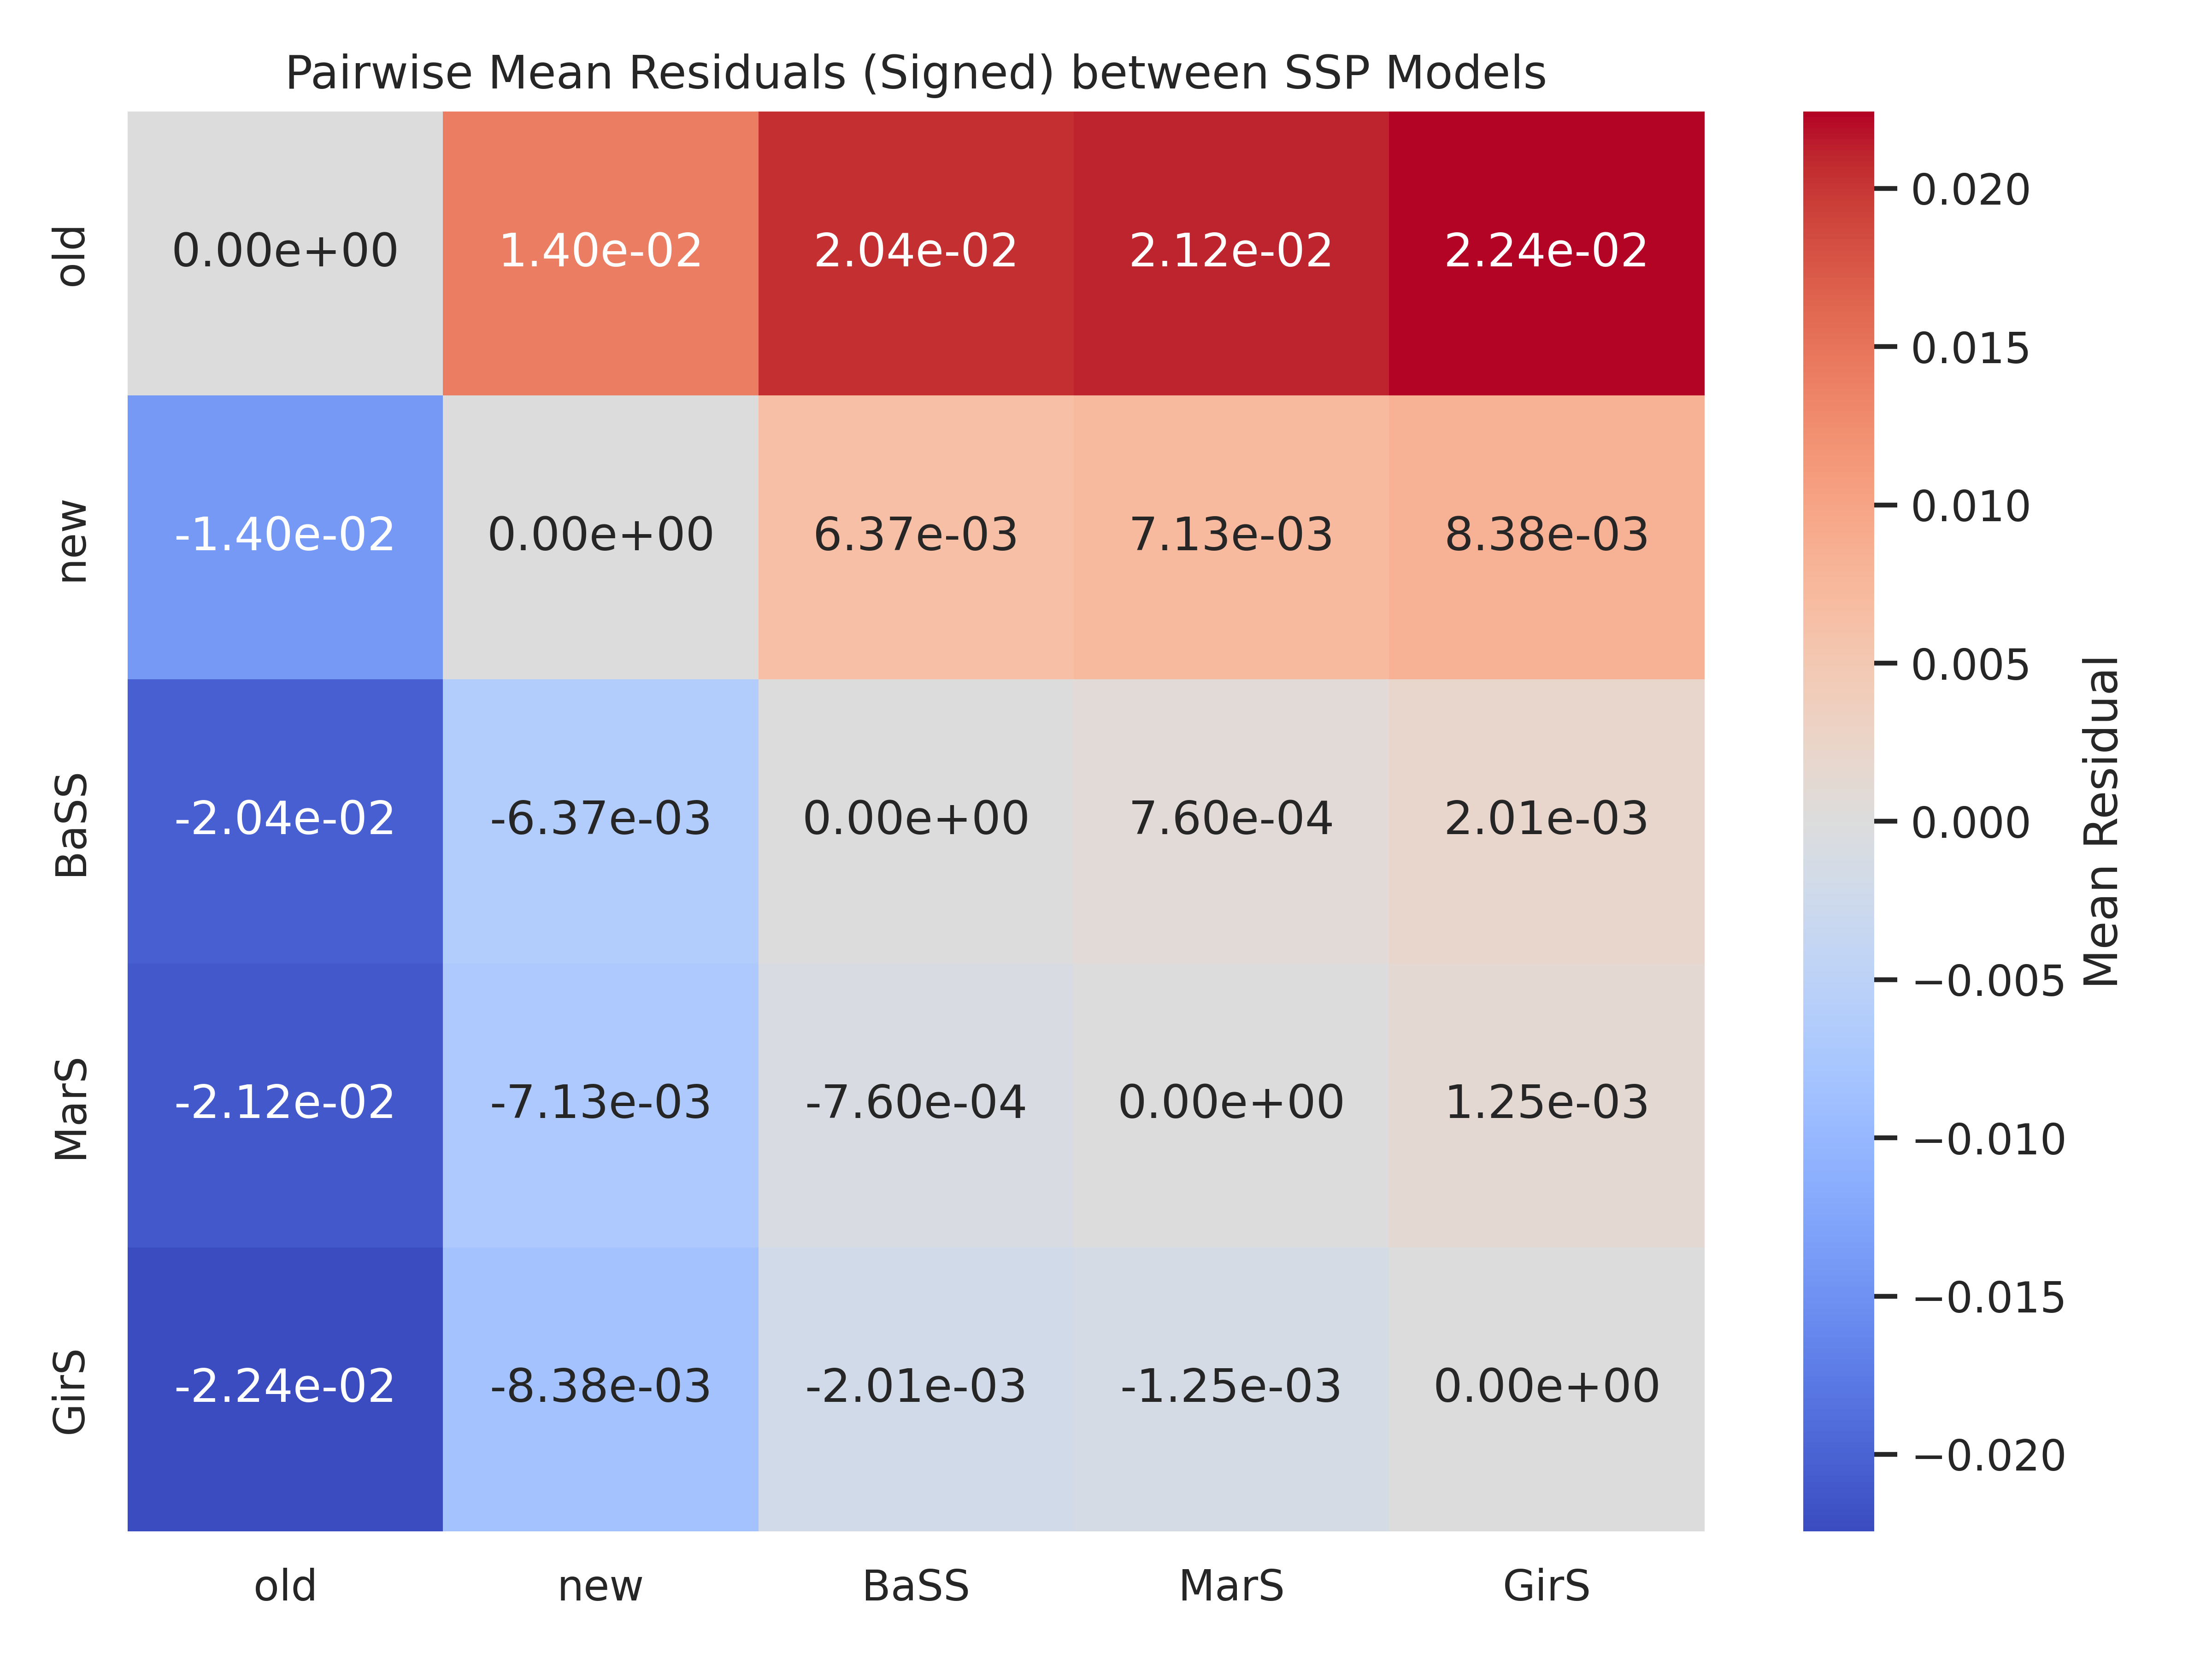 Pairwise Mean Residuals (Signed) between SSP Models
old 0.00e+00 1.40e-02 2.04e-02 2.12e-02 2.24e-02
new -1.40e-02 0.00e+00 6.37e-03 7.13e-03 8.38e-03
BaSS -2.04e-02 -6.37e-03 0.00e+00 7.60e-04 2.01e-03
MarS -2.12e-02 -7.13e-03 -7.60e-04 0.00e+00 1.25e-03
GirS -2.24e-02 -8.38e-03 -2.01e-03 -1.25e-03 0.00e+00
old new BaSS MarS GirS
0.020
0.015
0.010
0.005
0.000
−0.005
−0.010
−0.015
−0.020
Mean Residual